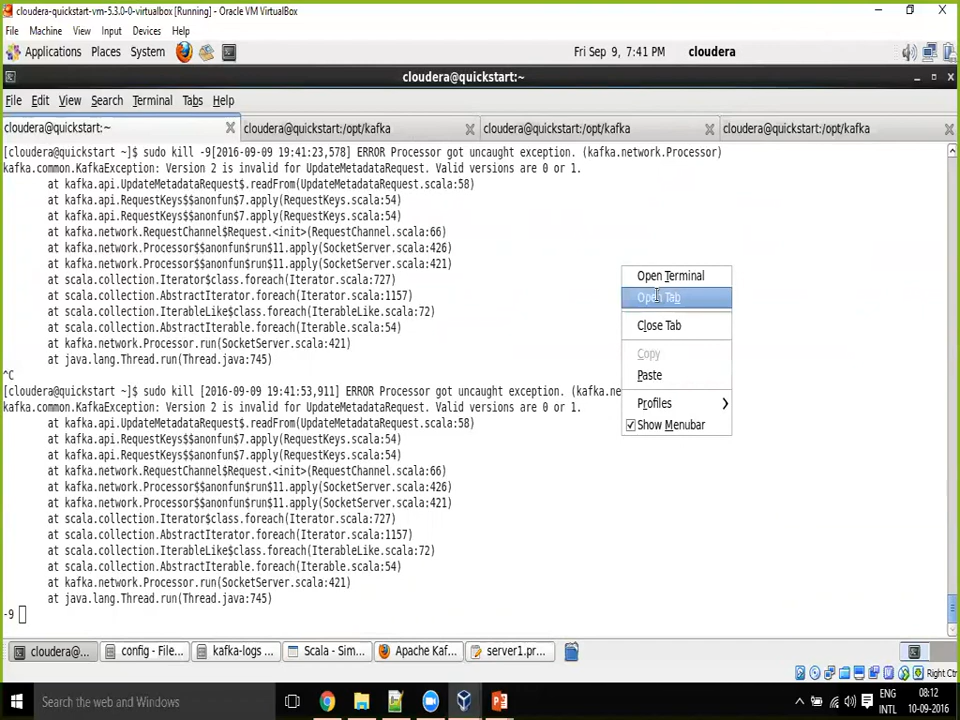 cloudera-quickstart-vm-5.3.0-0-virtualbox [Running] - Oracle VM VirtualBox
File Machine View Input Devices Help
Applications Places System Fri Sep 9, 7:41 PM cloudera
cloudera@quickstart:~
File Edit View Search Terminal Tabs Help
cloudera@quickstart:~ cloudera@quickstart:/opt/kafka cloudera@quickstart:/opt/kafka cloudera@quickstart:/opt/kafka
[cloudera@quickstart ~]$ sudo kill -9[2016-09-09 19:41:23,578] ERROR Processor got uncaught exception. (kafka.network.Processor)
kafka.common.KafkaException: Version 2 is invalid for UpdateMetadataRequest. Valid versions are 0 or 1.
at kafka.api.UpdateMetadataRequest$.readFrom(UpdateMetadataRequest.scala:58)
at kafka.api.RequestKeys$$anonfun$7.apply(RequestKeys.scala:54)
at kafka.api.RequestKeys$$anonfun$7.apply(RequestKeys.scala:54)
at kafka.network.RequestChannel$Request.<init>(RequestChannel.scala:66)
at kafka.network.Processor$$anonfun$run$11.apply(SocketServer.scala:426)
at kafka.network.Processor$$anonfun$run$11.apply(SocketServer.scala:421)
at scala.collection.Iterator$class.foreach(Iterator.scala:727)
at scala.collection.AbstractIterator.foreach(Iterator.scala:1157)
at scala.collection.IterableLike$class.foreach(IterableLike.scala:72)
at scala.collection.AbstractIterable.foreach(Iterable.scala:54)
at kafka.network.Processor.run(SocketServer.scala:421)
at java.lang.Thread.run(Thread.java:745)
^C
[cloudera@quickstart ~]$ sudo kill [2016-09-09 19:41:53,911] ERROR Processor got uncaught exception. (kafka.ne
kafka.common.KafkaException: Version 2 is invalid for UpdateMetadataRequest. Valid versions are 0 or 1.
at kafka.api.UpdateMetadataRequest$.readFrom(UpdateMetadataRequest.scala:58)
at kafka.api.RequestKeys$$anonfun$7.apply(RequestKeys.scala:54)
at kafka.api.RequestKeys$$anonfun$7.apply(RequestKeys.scala:54)
at kafka.network.RequestChannel$Request.<init>(RequestChannel.scala:66)
at kafka.network.Processor$$anonfun$run$11.apply(SocketServer.scala:426)
at kafka.network.Processor$$anonfun$run$11.apply(SocketServer.scala:421)
at scala.collection.Iterator$class.foreach(Iterator.scala:727)
at scala.collection.AbstractIterator.foreach(Iterator.scala:1157)
at scala.collection.IterableLike$class.foreach(IterableLike.scala:72)
at scala.collection.AbstractIterable.foreach(Iterable.scala:54)
at kafka.network.Processor.run(SocketServer.scala:421)
at java.lang.Thread.run(Thread.java:745)
-9
Open Terminal
Open Tab
Close Tab
Copy
Paste
Profiles
Show Menubar
cloudera@... config - File... kafka-logs ... Scala - Sim... Apache Kaf... server1.pr...
Right Ctrl
Search the web and Windows
ENG 08:12
INTL 10-09-2016